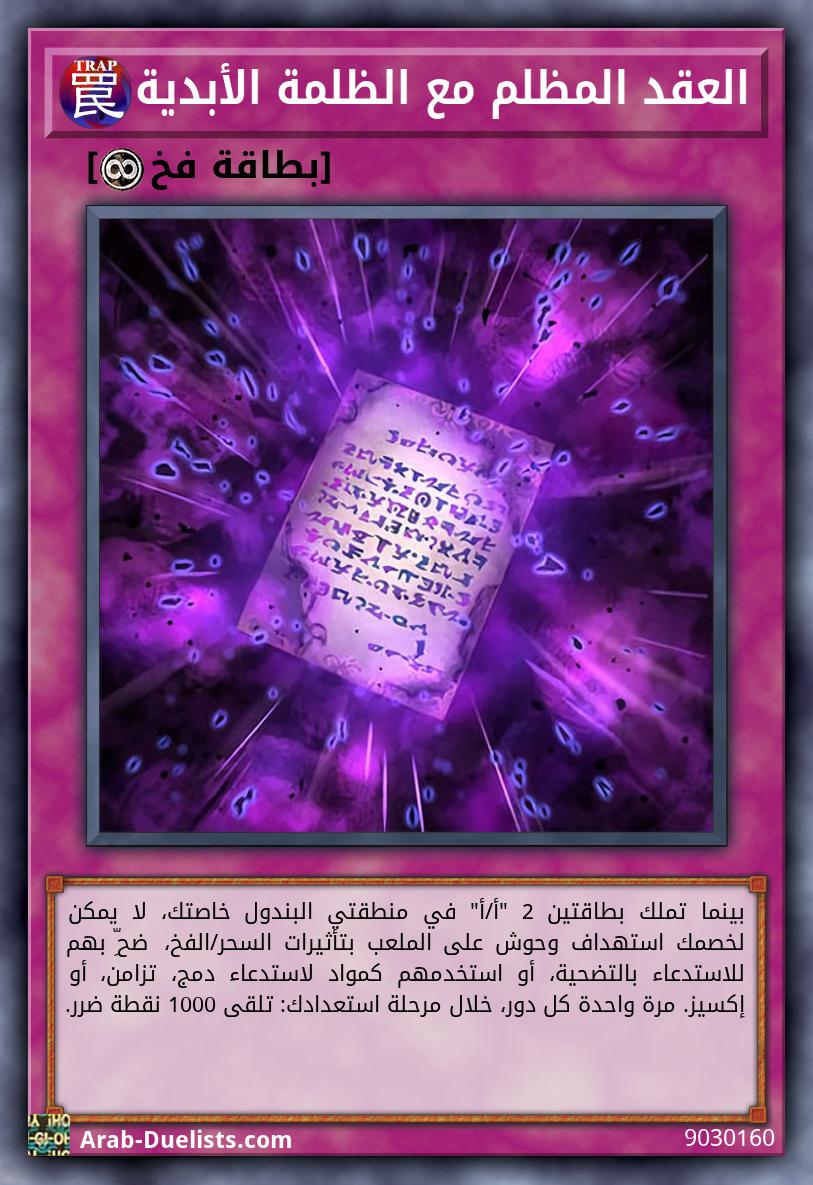 العقد المظلم مع الظلمة الأبدية
TRAP
罠
[بطاقة فخ]
بينما تملك بطاقتين 2 "أ/أ" في منطقتي البندول خاصتك، لا يمكن
لخصمك استهداف وحوش على الملعب بتأثيرات السحر/الفخ، ضحّ بهم
للاستدعاء بالتضحية، أو استخدمهم كمواد لاستدعاء دمج، تزامن، أو
إكسيز. مرة واحدة كل دور، خلال مرحلة استعدادك: تلقى 1000 نقطة ضرر.
Arab-Duelists.com
9030160